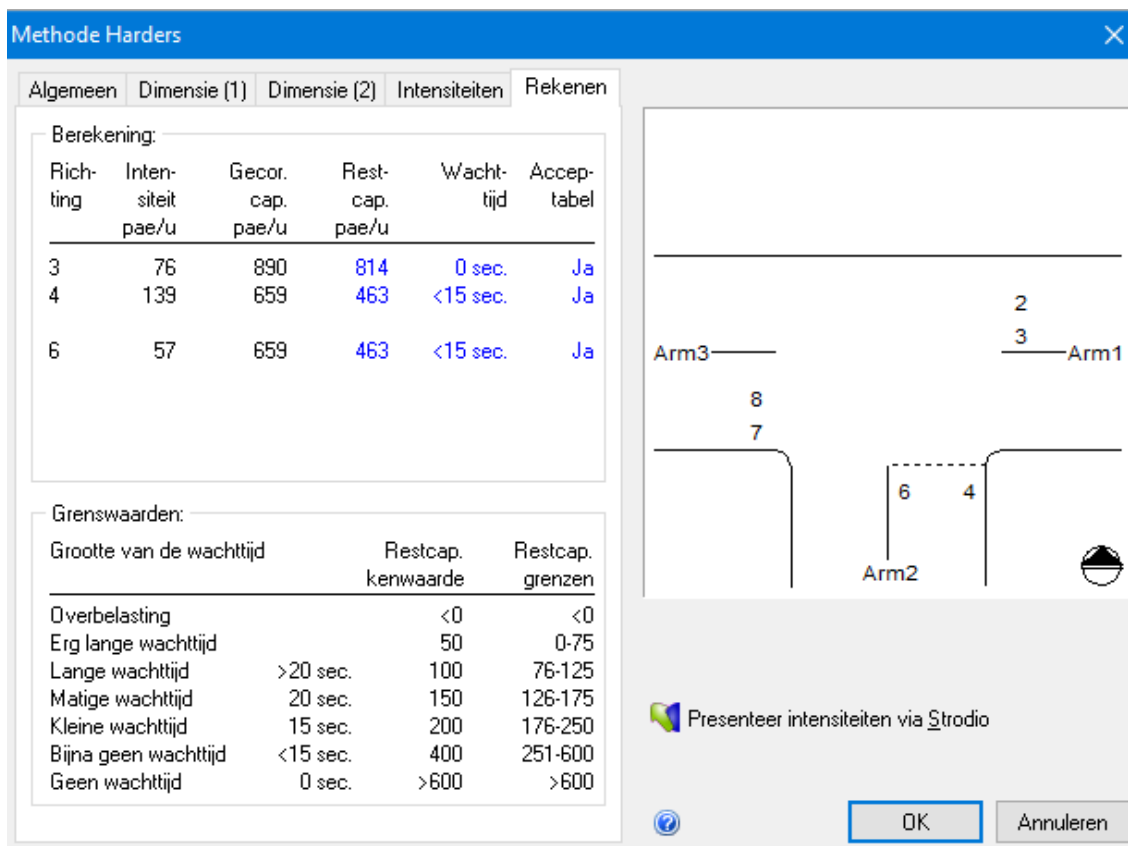 Methode Harders
Algemeen Dimensie (1) Dimensie (2) Intensiteiten Rekenen
Berekening:
Rich- Inten- Gecor. Rest- Wacht- Accep-
ting siteit cap. cap. tijd tabel
pae/u pae/u pae/u
3 76 890 814 0 sec. Ja
4 139 659 463 <15 sec. Ja
6 57 659 463 <15 sec. Ja
Grenswaarden:
Grootte van de wachttijd Restcap. Restcap.
kenwaarde grenzen
Overbelasting <0 <0
Erg lange wachttijd 50 0-75
Lange wachttijd >20 sec. 100 76-125
Matige wachttijd 20 sec. 150 126-175
Kleine wachttijd 15 sec. 200 176-250
Bijna geen wachttijd <15 sec. 400 251-600
Geen wachttijd 0 sec. >600 >600
2
3
Arm3 Arm1
8
7
6 4
Arm2
Presenteer intensiteiten via Strodio
OK Annuleren